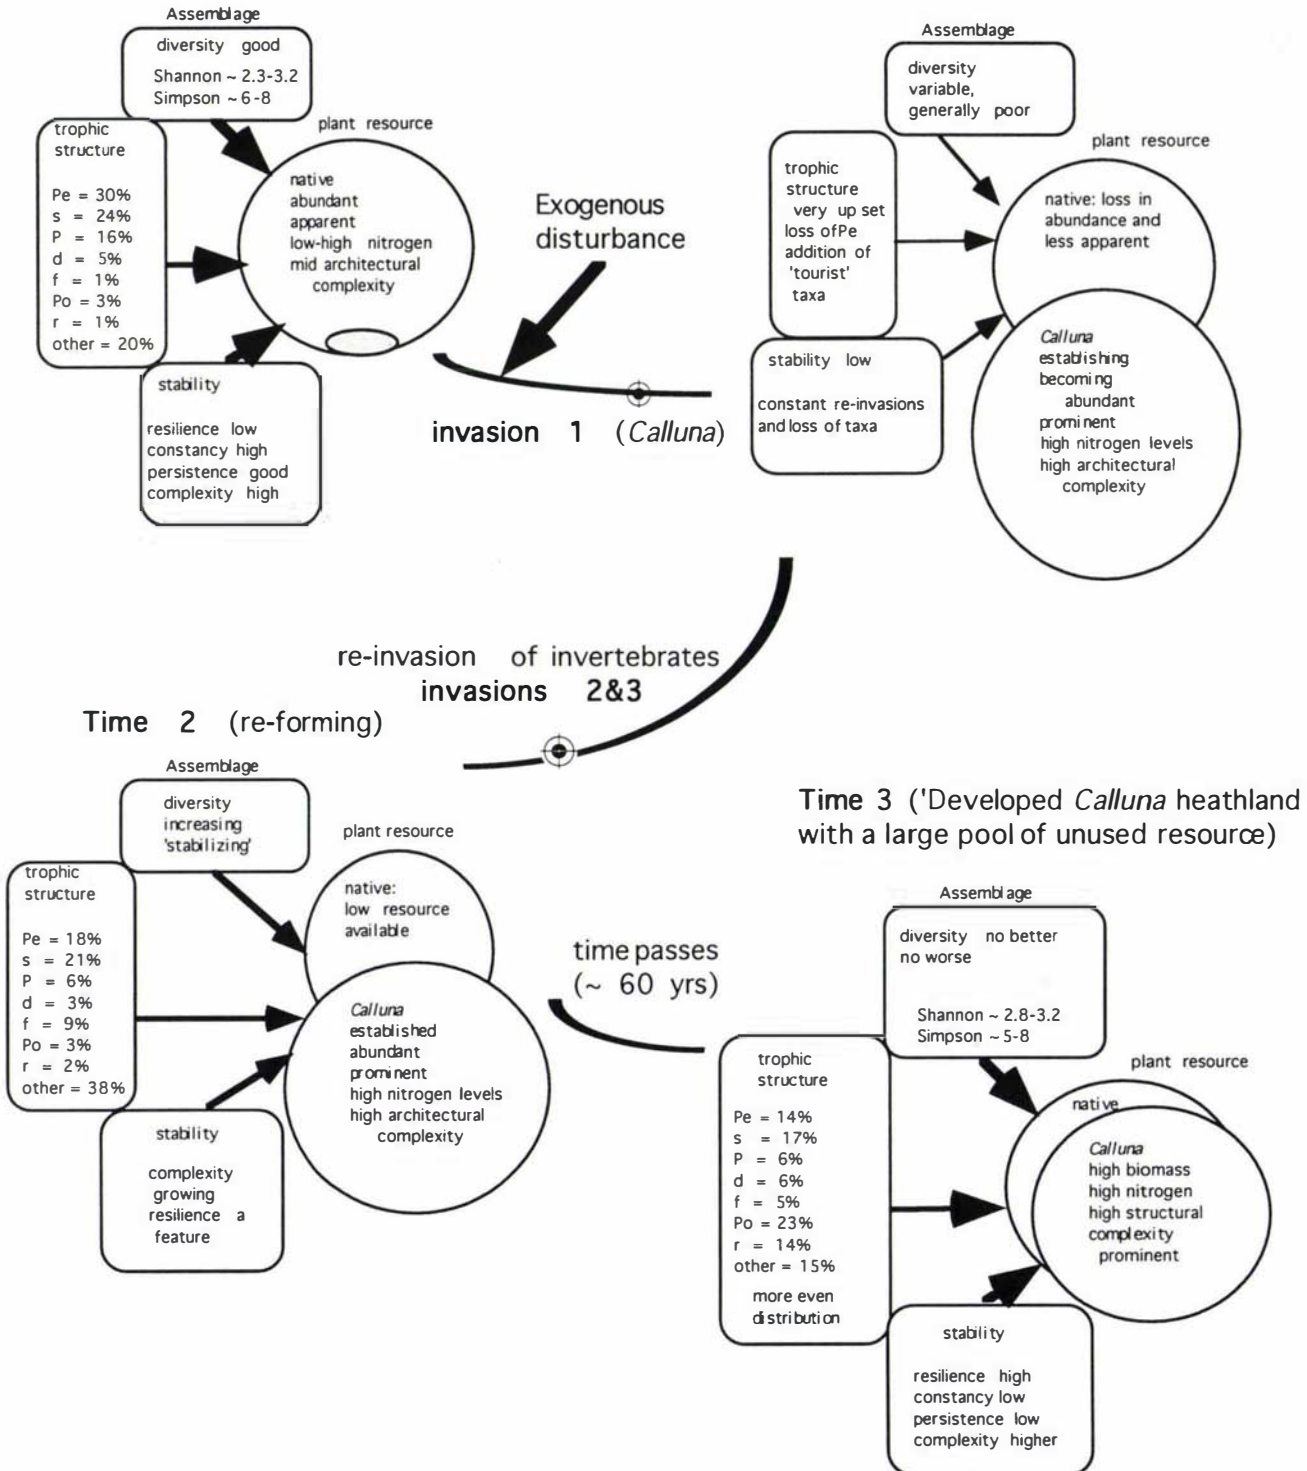 Assemblage
diversity good
Shannon ~ 2.3-3.2
Simpson ~ 6-8
trophic
structure
Pe = 30%
s = 24%
P = 16%
d = 5%
f = 1%
Po = 3%
r = 1%
other = 20%
stability
resilience low
constancy high
persistence good
complexity high
plant resource
native
abundant
apparent
low-high nitrogen
mid architectural
complexity
Exogenous
disturbance
invasion 1 (Calluna)
Assemblage
diversity
variable,
generally poor
trophic
structure
very up set
loss of Pe
addition of
'tourist'
taxa
stability low
constant re-invasions
and loss of taxa
plant resource
native: loss in
abundance and
less apparent
Calluna
establishing
becoming
abundant
prominent
high nitrogen levels
high architectural
complexity
re-invasion of invertebrates
invasions 2&3
Time 2 (re-forming)
Assemblage
diversity
increasing
'stabilizing'
trophic
structure
Pe = 18%
s = 21%
P = 6%
d = 3%
f = 9%
Po = 3%
r = 2%
other = 38%
stability
complexity
growing
resilience a
feature
plant resource
native:
low resource
available
Calluna
established
abundant
prominent
high nitrogen levels
high architectural
complexity
time passes
(~ 60 yrs)
Time 3 ('Developed Calluna heathland
with a large pool of unused resource)
Assemblage
diversity no better
no worse
Shannon ~ 2.8-3.2
Simpson ~ 5-8
trophic
structure
Pe = 14%
s = 17%
P = 6%
d = 6%
f = 5%
Po = 23%
r = 14%
other = 15%
more even
distribution
stability
resilience high
constancy low
persistence low
complexity higher
plant resource
native
Calluna
high biomass
high nitrogen
high structural
complexity
prominent